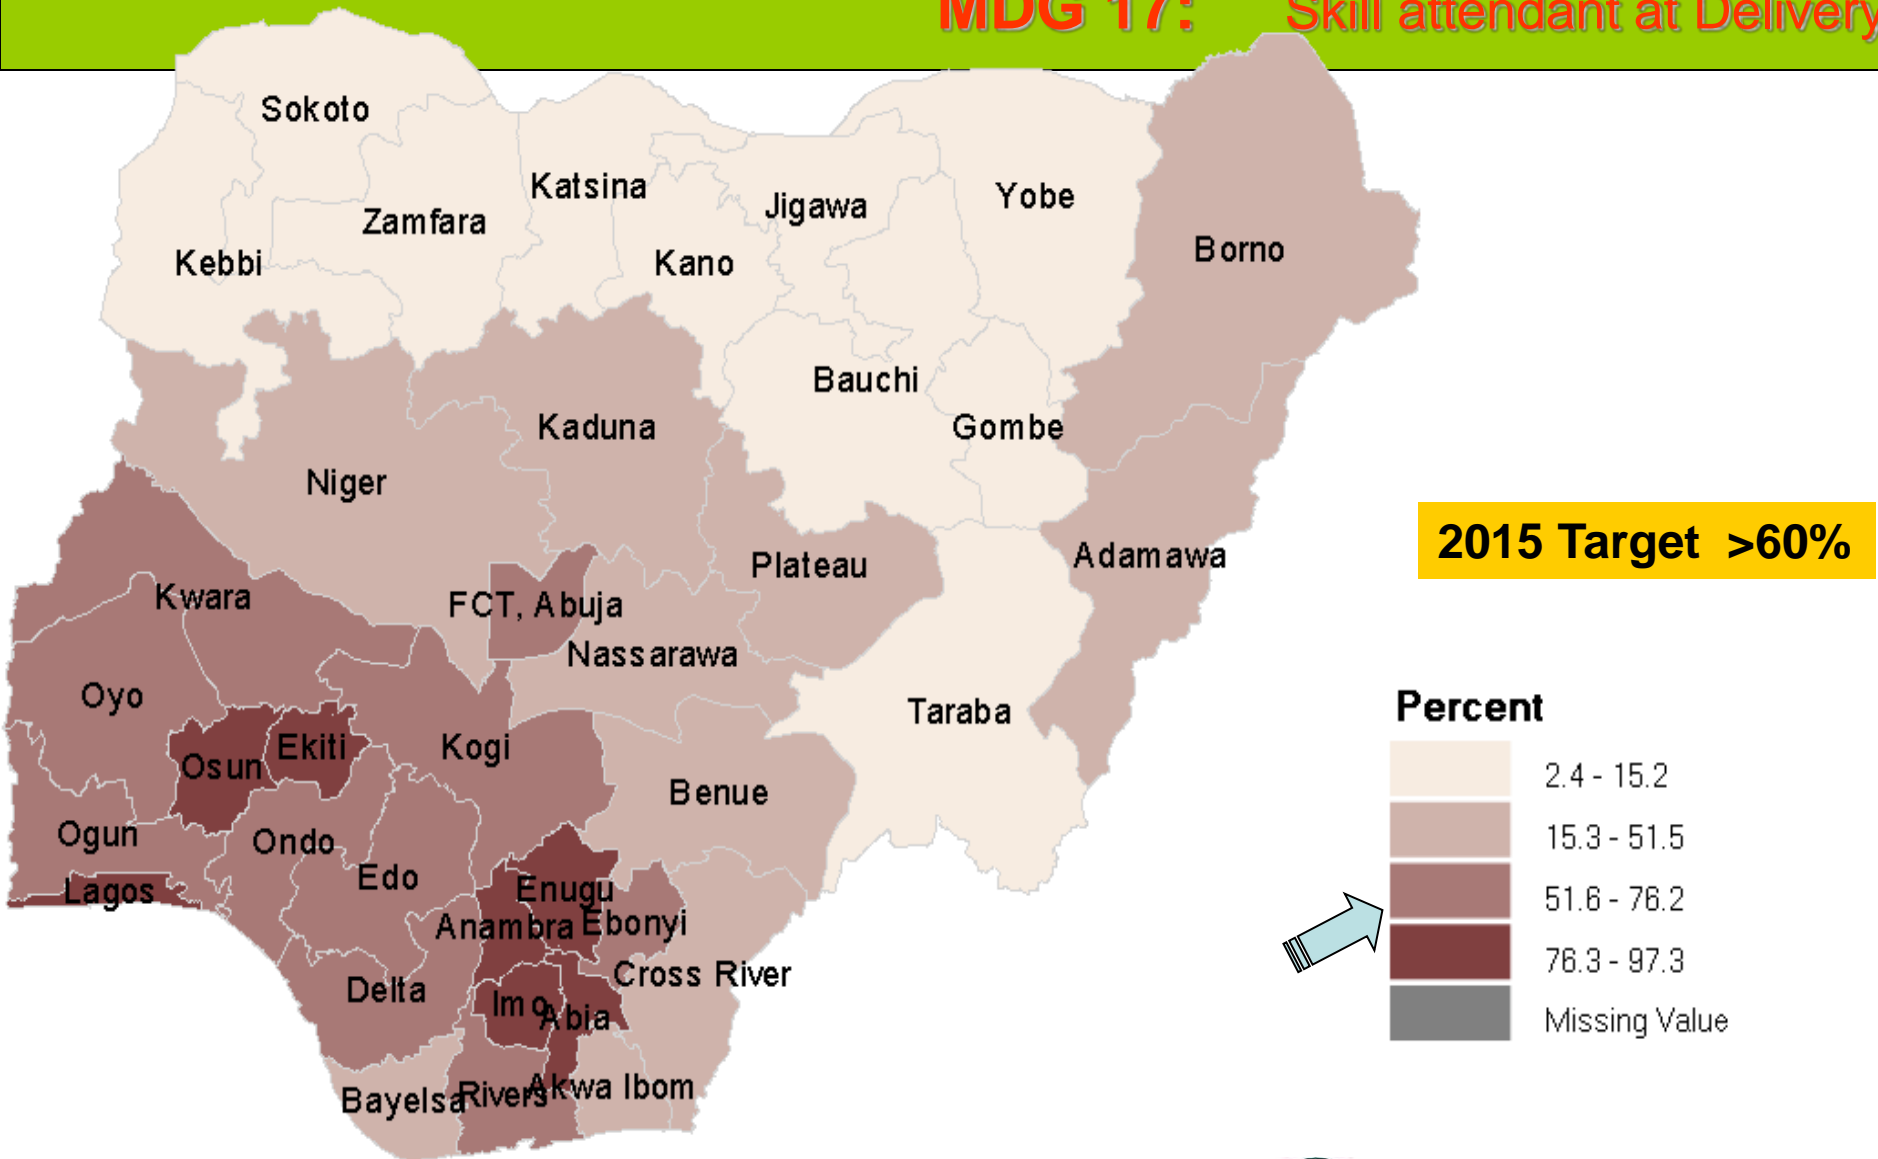 MDG 17: Skill attendant at Delivery
Sokoto
Katsina
Zamfara
Jigawa
Yobe
Kebbi
Kano
Borno
Bauchi
Kaduna
Gombe
Niger
2015 Target >60%
Plateau
Adamawa
Kwara
FCT, Abuja
Nassarawa
Oyo
Taraba
Percent
Osun
Ekiti
Kogi
2.4 - 15.2
Benue
Ogun
Ondo
15.3 - 51.5
Lagos
Edo
Enugu
51.6 - 76.2
Anambra
Ebonyi
76.3 - 97.3
Delta
Cross River
Imo
Abia
Missing Value
Bayelsa
Rivers
Akwa Ibom